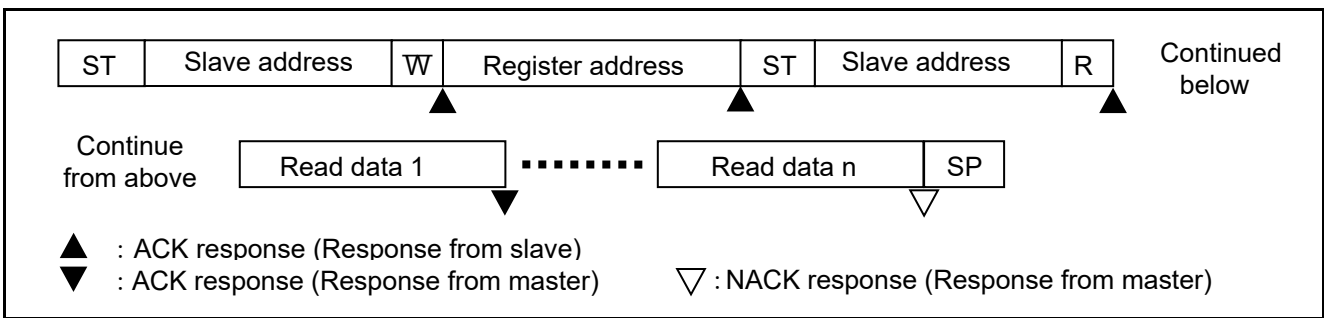 ST Slave address W̅ Register address ST Slave address R Continued
below
Continue
from above Read data 1 Read data n SP
▲ : ACK response (Response from slave)
▼ : ACK response (Response from master) ▽ : NACK response (Response from master)